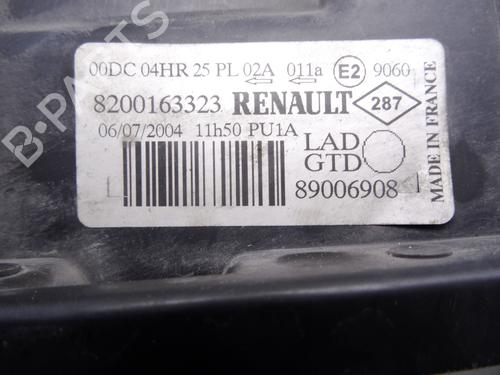 00DC 04HR 25 PL 02A 011a E2 9060
8200163323 RENAULT 287
06/07/2004 11h50 PU1A
LAD
GTD
89006908
MADE IN FRANCE
B-PARTS